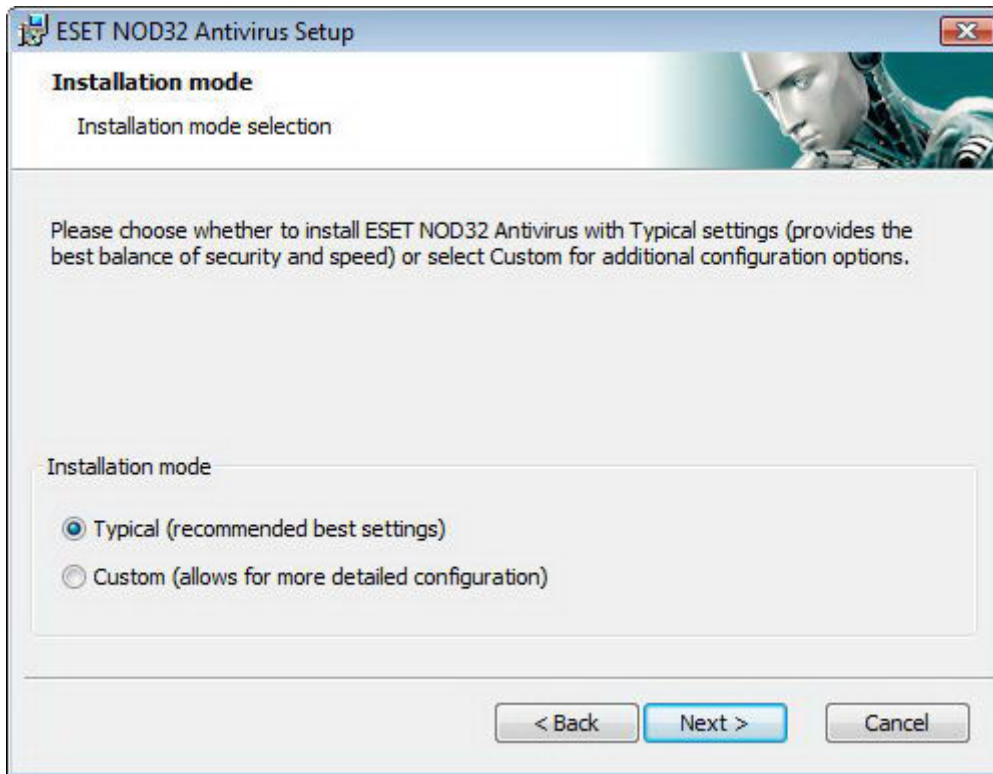 ESET NOD32 Antivirus Setup
Installation mode
Installation mode selection
Please choose whether to install ESET NOD32 Antivirus with Typical settings (provides the
best balance of security and speed) or select Custom for additional configuration options.
Installation mode
Typical (recommended best settings)
Custom (allows for more detailed configuration)
< Back Next > Cancel